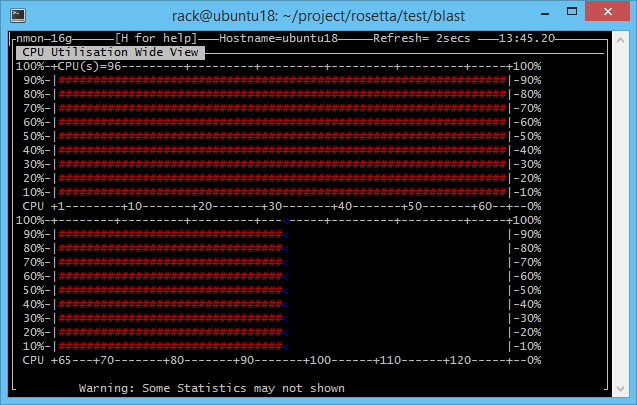 rack@ubuntu18: ~/project/rosetta/test/blast
nmon─16g─────[H for help]───Hostname=ubuntu18─────Refresh= 2secs ───13:45.20
CPU Utilisation Wide View
100%-+CPU(s)=96--+---------+---------+---------+---------+---------+---+100%
90%-|################################################################|-90%
80%-|################################################################|-80%
70%-|################################################################|-70%
60%-|################################################################|-60%
50%-|################################################################|-50%
40%-|################################################################|-40%
30%-|################################################################|-30%
20%-|################################################################|-20%
10%-|################################################################|-10%
CPU +1--------+10-------+20-------+30-------+40-------+50-------+60--+--0%
100%-+--------+---------+-------<-+---------+---------+---------+---+100%
90%-|################################<                               |-90%
80%-|################################<                               |-80%
70%-|################################<                               |-70%
60%-|################################<                               |-60%
50%-|################################<                               |-50%
40%-|################################<                               |-40%
30%-|################################<                               |-30%
20%-|################################<                               |-20%
10%-|################################<                               |-10%
CPU +65---+70-------+80-------+90-------+100------+110------+120-----+--0%
Warning: Some Statistics may not shown